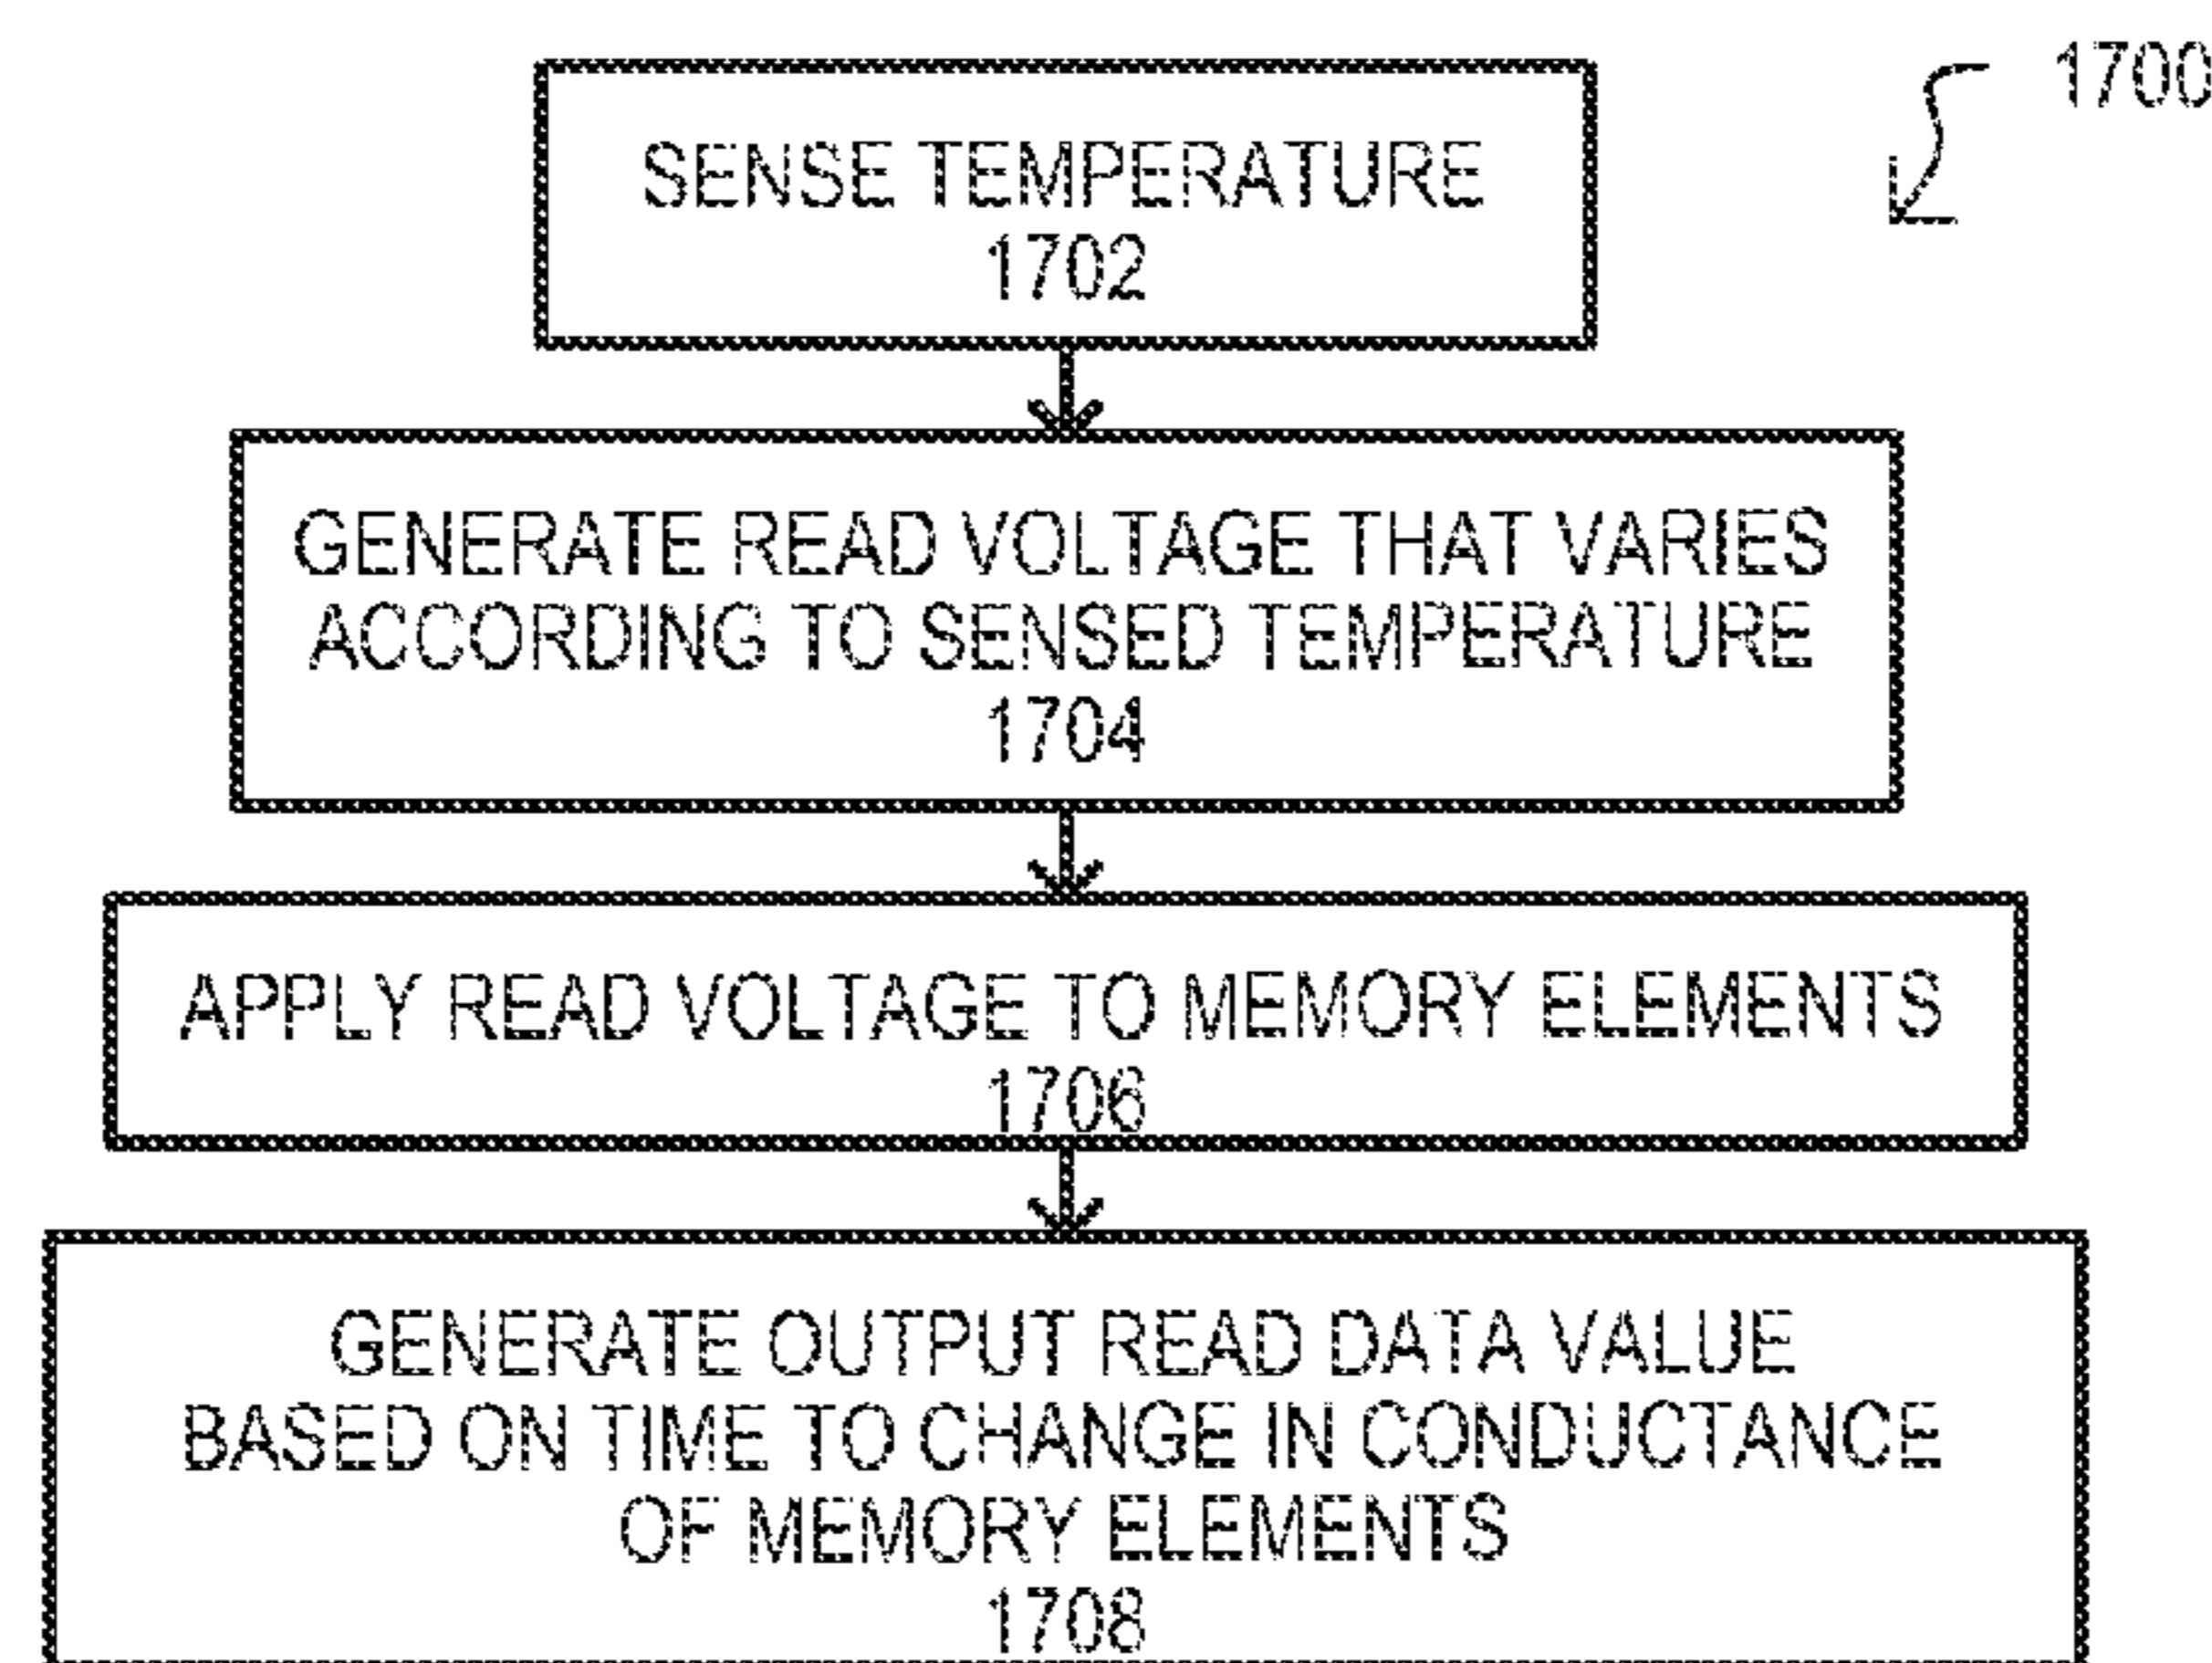 1700
SENSE TEMPERATURE
1702
GENERATE READ VOLTAGE THAT VARIES
ACCORDING TO SENSED TEMPERATURE
1704
APPLY READ VOLTAGE TO MEMORY ELEMENTS
1706
GENERATE OUTPUT READ DATA VALUE
BASED ON TIME TO CHANGE IN CONDUCTANCE
OF MEMORY ELEMENTS
1708